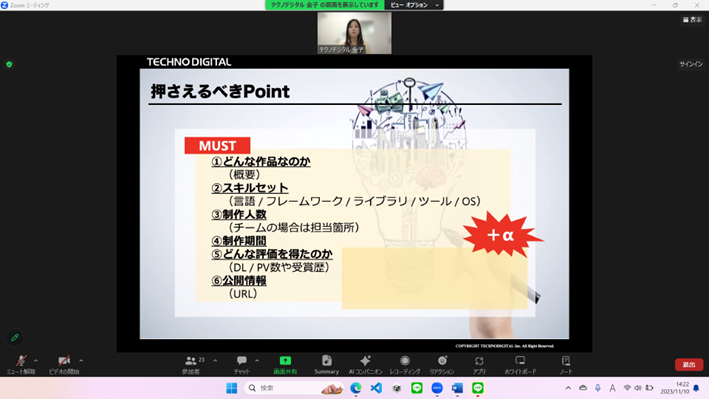 Zoom ミーティング
テクノデジタル 金子 の画面を表示しています
ビュー オプション
表示
テクノデジタル 金子
サインイン
TECHNO DIGITAL
押さえるべきPoint
MUST
①どんな作品なのか
（概要）
②スキルセット
（言語 / フレームワーク / ライブラリ / ツール / OS）
③制作人数
（チームの場合は担当箇所）
④制作期間
⑤どんな評価を得たのか
（DL / PV数や受賞歴）
⑥公開情報
（URL）
＋α
COPYRIGHT TECHNODIGITAL Inc. All Right Reserved.
ミュート解除
ビデオの開始
参加者
23
チャット
画面共有
Summary
AI コンパニオン
レコーディング
リアクション
アプリ
ホワイトボード
ノート
退出
検索
A
14:22
2023/11/10